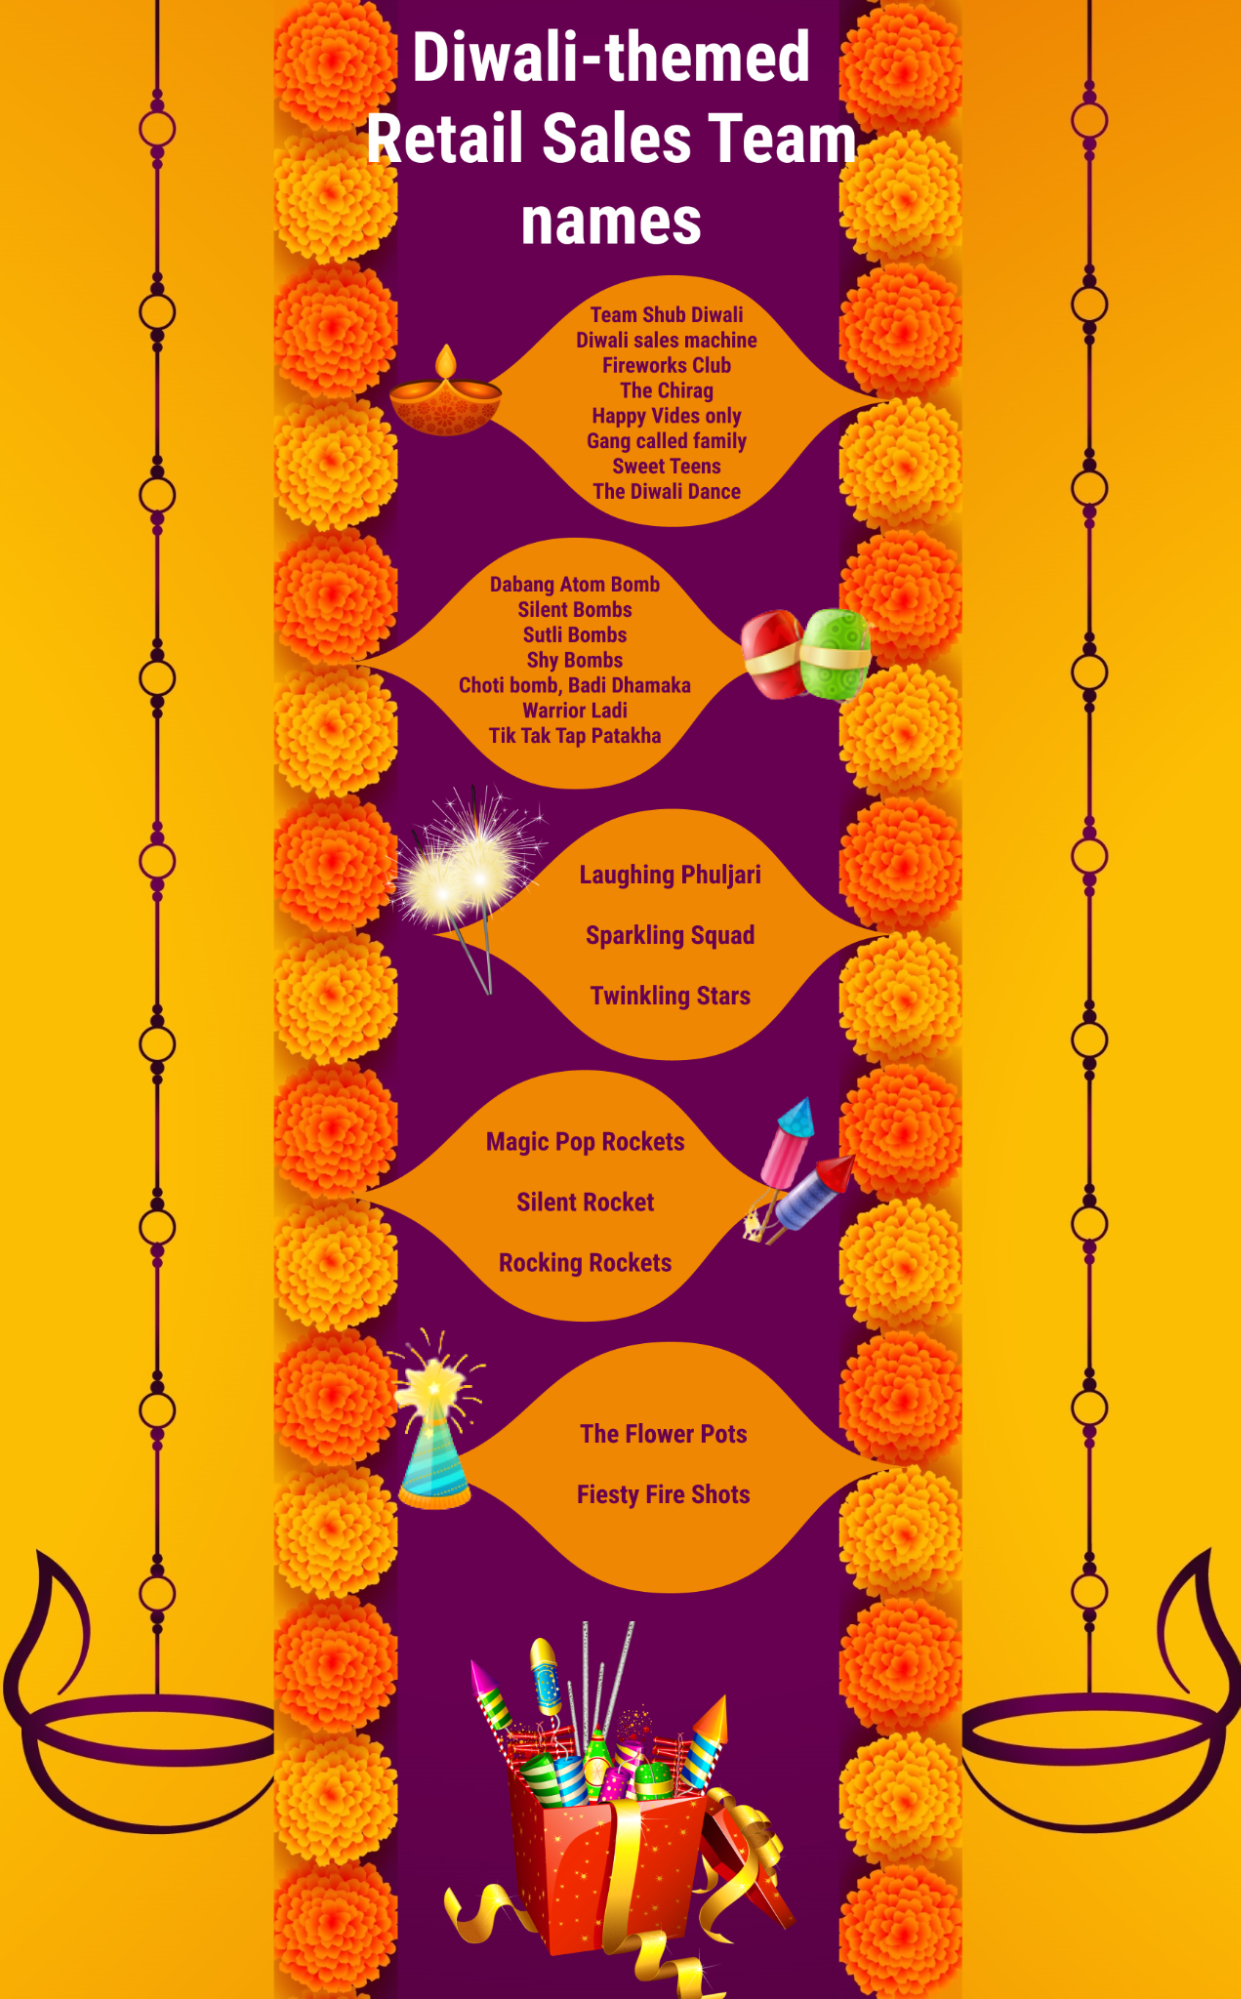 Diwali-themed
Retail Sales Team
names
Team Shub Diwali
Diwali sales machine
Fireworks Club
The Chirag
Happy Vides only
Gang called family
Sweet Teens
The Diwali Dance
Dabang Atom Bomb
Silent Bombs
Sutli Bombs
Shy Bombs
Choti bomb, Badi Dhamaka
Warrior Ladi
Tik Tak Tap Patakha
Laughing Phuljari
Sparkling Squad
Twinkling Stars
Magic Pop Rockets
Silent Rocket
Rocking Rockets
The Flower Pots
Fiesty Fire Shots